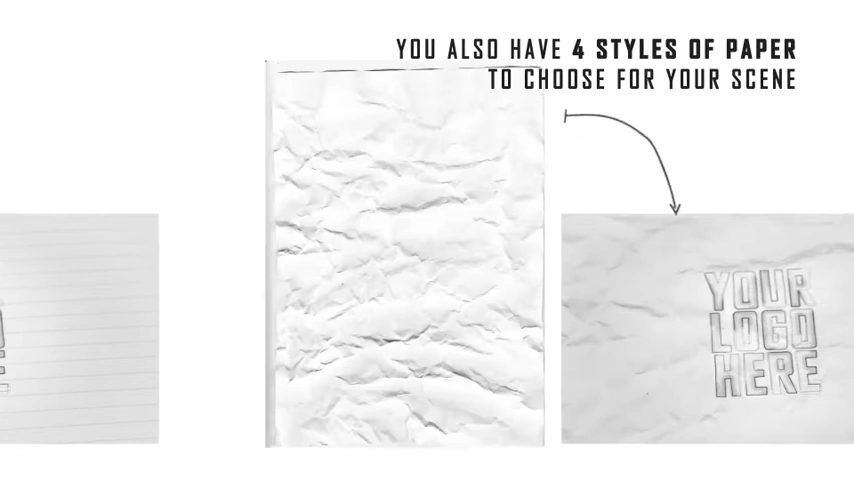 YOU ALSO HAVE 4 STYLES OF PAPER
TO CHOOSE FOR YOUR SCENE
YOUR
LOGO
HERE